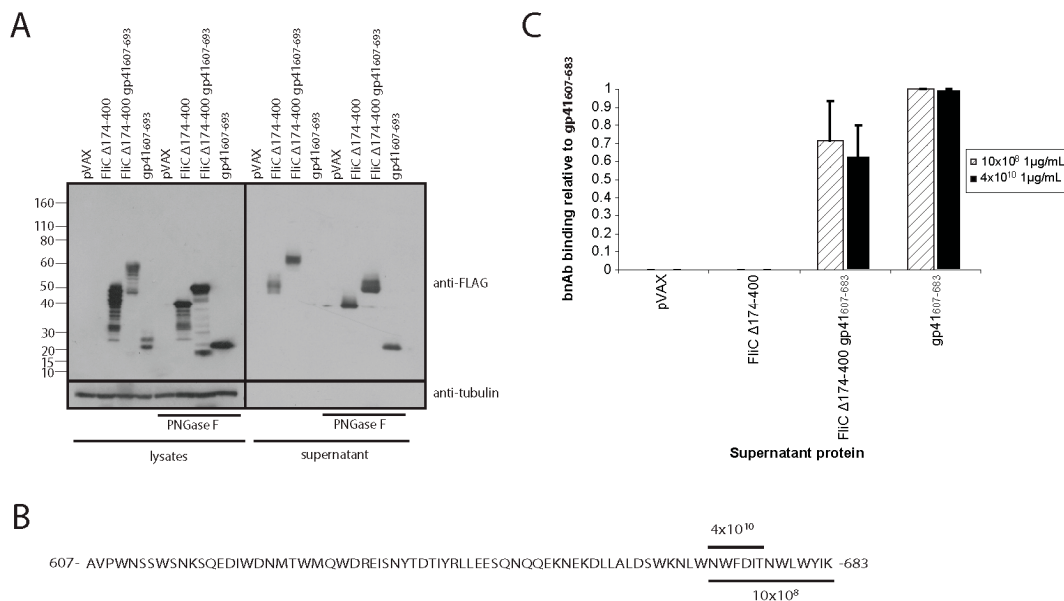 A
pVAX
FliC Δ174-400
FliC Δ174-400 gp41607-693
gp41607-693
pVAX
FliC Δ174-400
FliC Δ174-400 gp41607-693
gp41607-693
pVAX
FliC Δ174-400
FliC Δ174-400 gp41607-693
gp41607-693
pVAX
FliC Δ174-400
FliC Δ174-400 gp41607-693
gp41607-693
160
110
80
60
50
40
30
20
15
10
anti-FLAG
anti-tubulin
PNGase F
PNGase F
lysates
supernatant
C
bnAb binding relative to gp41607-683
1
0.9
0.8
0.7
0.6
0.5
0.4
0.3
0.2
0.1
0
10x10⁸ 1µg/mL
4x10¹⁰ 1µg/mL
pVAX
FliC Δ174-400
FliC Δ174-400 gp41607-683
gp41607-683
Supernatant protein
B
4x10¹⁰
607- AVPWNSSWSNKSQEDIWDNMTWMQWDREISNYTDTIYRLLEESQNQQEKNEKDLLALDSWKNLWNWFDITNWLWYIK -683
10x10⁸